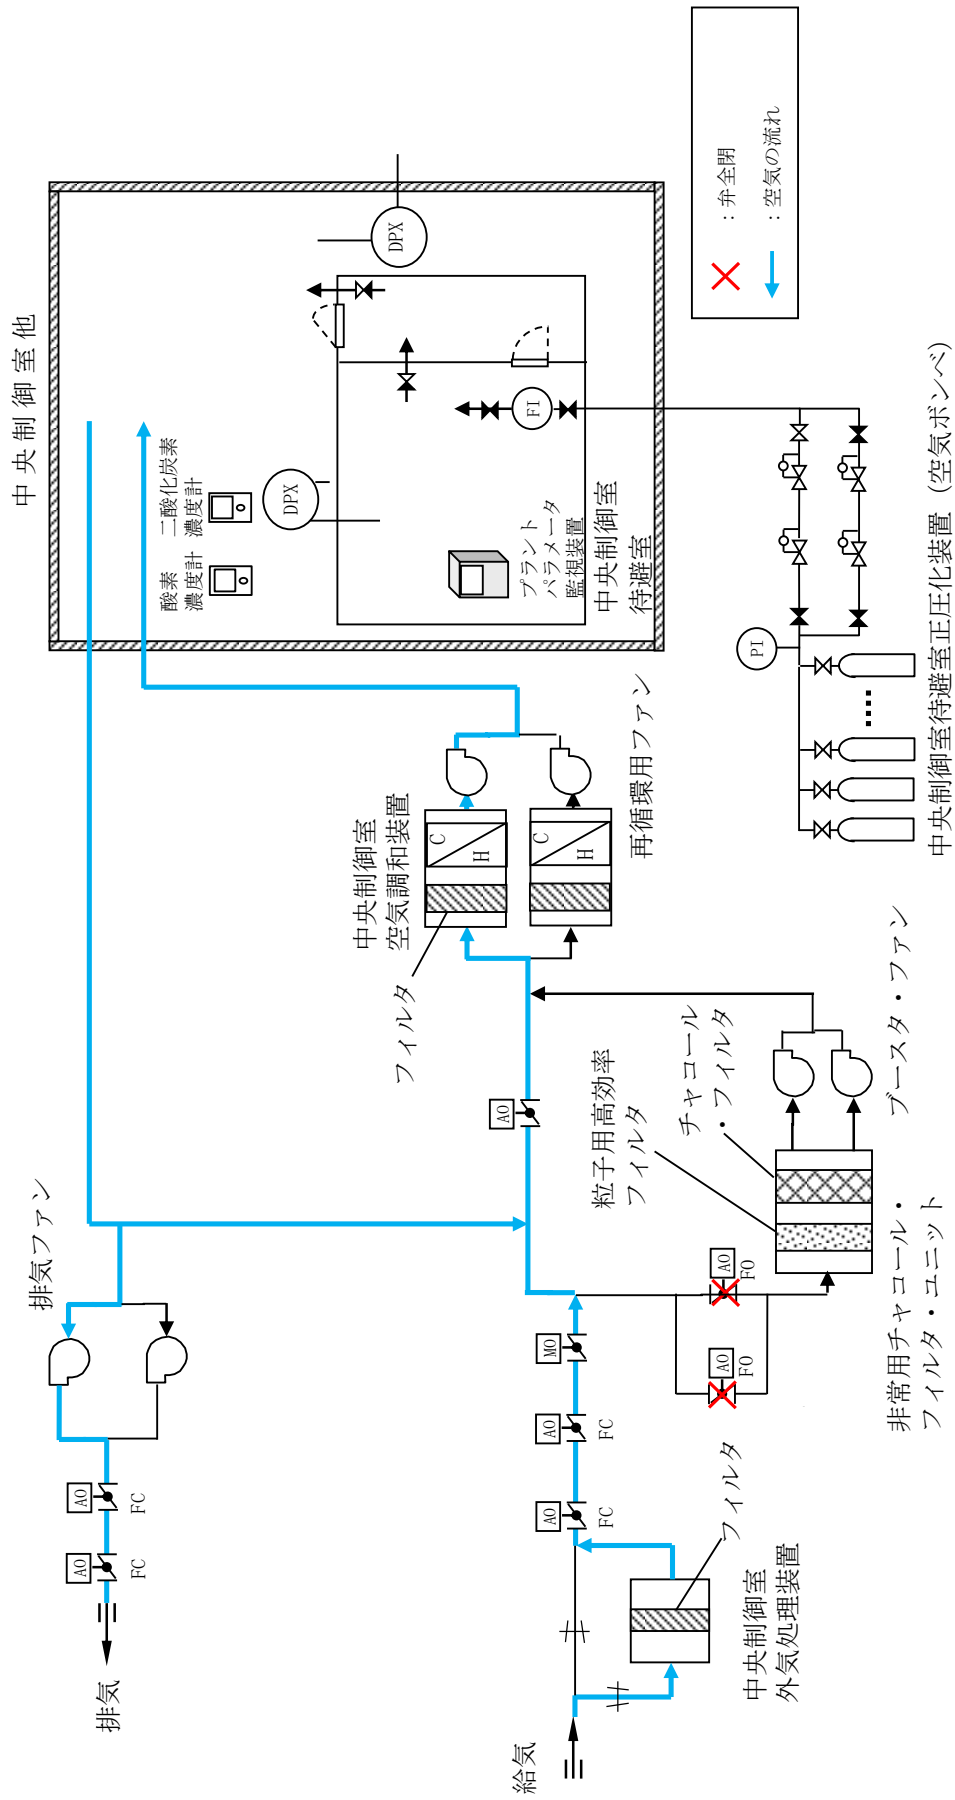 中央制御室他
酸素
濃度計
二酸化炭素
濃度計
DPX
DPX
プラント
パラメータ
監視装置
中央制御室
待避室
FI
PI
中央制御室待避室正圧化装置（空気ボンベ）
：弁全閉
：空気の流れ
排気ファン
中央制御室
空気調和装置
フィルタ
C
H
C
H
再循環用ファン
AO
粒子用高効率
フィルタ
チャコール
・フィルタ
ブースタ・ファン
非常用チャコール・
フィルタ・ユニット
AO
FO
AO
FO
排気
AO
FC
AO
FC
給気
AO
FC
AO
FC
MO
フィルタ
中央制御室
外気処理装置